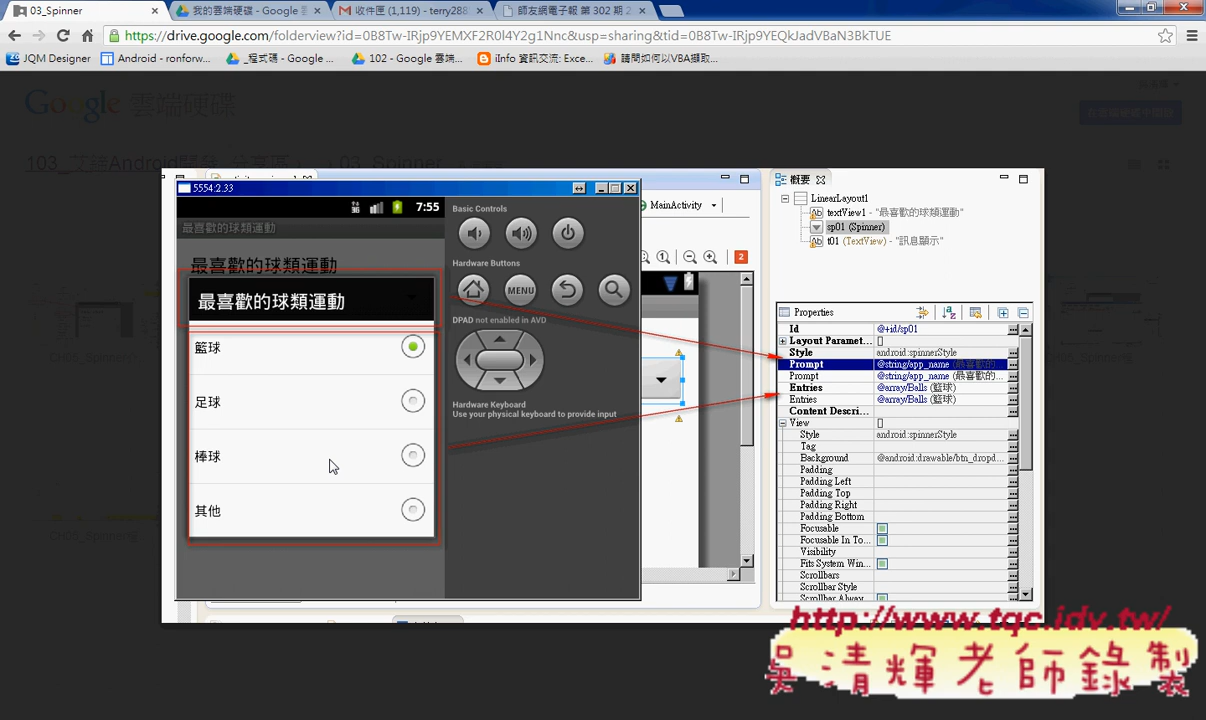 03_Spinner
我的雲端硬碟 - Google 雲
收件匣 (1,119) - terry288
師友網電子報 第 302 期 2
https://drive.google.com/folderview?id=0B8Tw-IRjp9YEMXF2R0I4Y2g1Nnc&usp=sharing&tid=0B8Tw-IRjp9YEQkJadVBaN3BkTUE
JQM Designer
Android - ronforw...
_程式碼 - Google ...
102 - Google 雲端...
iInfo 資訊交流: Exce...
請問如何以VBA擷取...
Google 雲端硬碟
5554:2.33
7:55
最喜歡的球類運動
最喜歡的球類運動
最喜歡的球類運動
籃球
足球
棒球
其他
Basic Controls
Hardware Buttons
MENU
DPAD not enabled in AVD
Hardware Keyboard
Use your physical keyboard to provide input
MainActivity
2
概要
LinearLayout1
textView1 - "最喜歡的球類運動"
sp01 (Spinner)
t01 (TextView) - "訊息顯示"
Properties
Id @+id/sp01
Layout Paramet... []
Style android:spinnerStyle
Prompt @string/app_name (最喜歡的...
Prompt @string/app_name (最喜歡的...
Entries @array/Balls (籃球)
Entries @array/Balls (籃球)
Content Descri...
View []
Style android:spinnerStyle
Tag
Background @android:drawable/btn_dropd...
Padding
Padding Left
Padding Top
Padding Right
Padding Bottom
Focusable
Focusable In To...
Visibility
Fits System Win...
Scrollbars
Scrollbar Style
Scrollbar Alway...
http://www.tqc.idv.tw/
吳清輝老師錄製